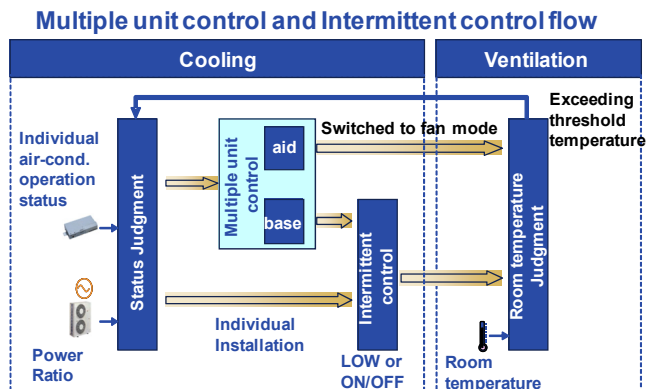 Multiple unit control and Intermittent control flow
Cooling
Ventilation
Individual
air-cond.
operation
status
Power
Ratio
Status Judgment
Multiple unit
control
aid
base
Switched to fan mode
Individual
Installation
Intermittent
control
LOW or
ON/OFF
Exceeding
threshold
temperature
Room temperature
Judgment
Room
temperature